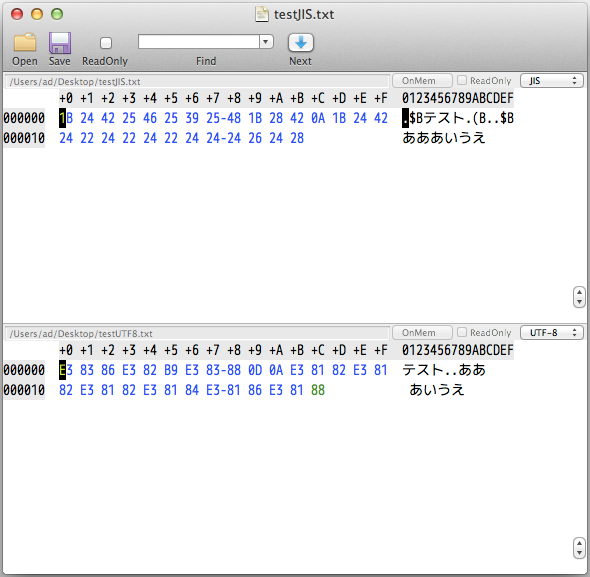 testJIS.txt
Open Save ReadOnly Find Next
/Users/ad/Desktop/testJIS.txt OnMem ReadOnly JIS
+0 +1 +2 +3 +4 +5 +6 +7 +8 +9 +A +B +C +D +E +F 0123456789ABCDEF
000000 1B 24 42 25 46 25 39 25-48 1B 28 42 0A 1B 24 42 .$Bテスト.(B..$B
000010 24 22 24 22 24 22 24 24-24 26 24 28 あああいうえ
/Users/ad/Desktop/testUTF8.txt OnMem ReadOnly UTF-8
+0 +1 +2 +3 +4 +5 +6 +7 +8 +9 +A +B +C +D +E +F 0123456789ABCDEF
000000 E3 83 86 E3 82 B9 E3 83-88 0D 0A E3 81 82 E3 81 テスト..ああ
000010 82 E3 81 82 E3 81 84 E3-81 86 E3 81 88 あいうえ